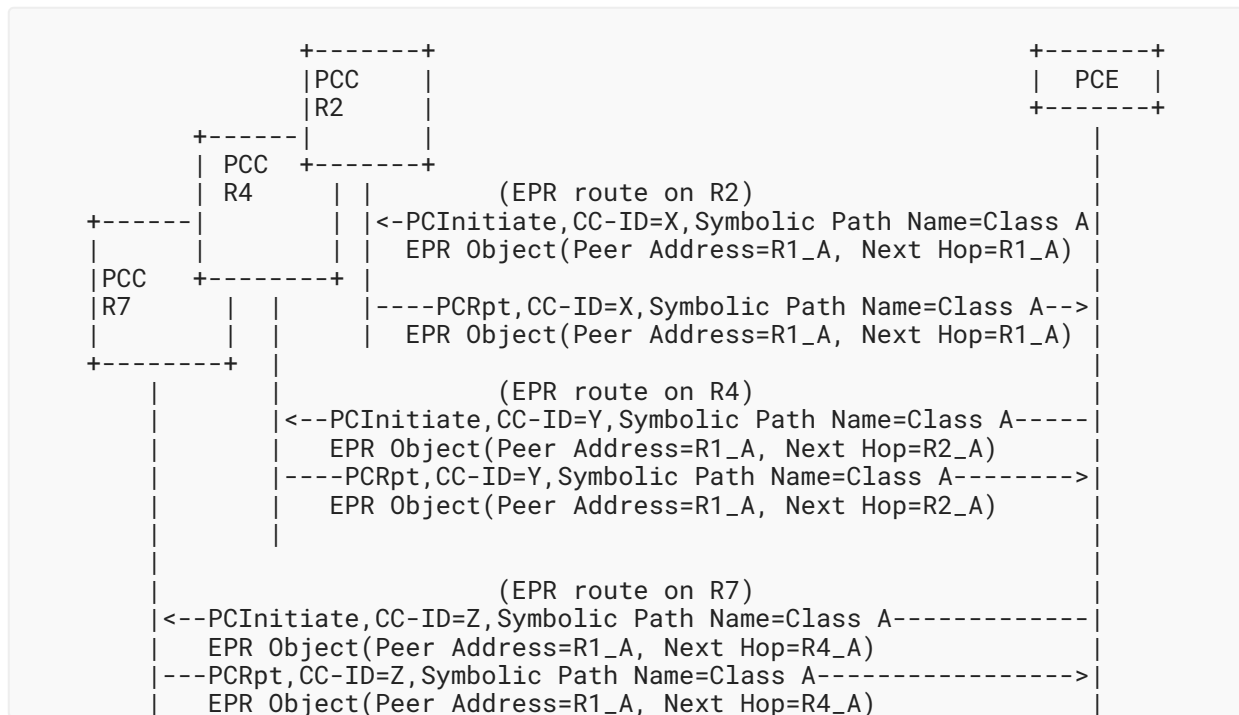 +-------+                                        +-------+
                |PCC    |                                        |  PCE  |
                |R2     |                                        +-------+
         +------|       |                                            |
         | PCC  +-------+                                            |
         | R4       | |         (EPR route on R2)                    |
  +------|          | |<-PCInitiate,CC-ID=X,Symbolic Path Name=Class A|
  |      |          | |  EPR Object(Peer Address=R1_A, Next Hop=R1_A) |
  |PCC   +--------+ |                                                |
  |R7       |  |      |----PCRpt,CC-ID=X,Symbolic Path Name=Class A-->|
  |         |  |      |  EPR Object(Peer Address=R1_A, Next Hop=R1_A) |
  +--------+  |                                                      |
      |       |               (EPR route on R4)                      |
      |       |<--PCInitiate,CC-ID=Y,Symbolic Path Name=Class A-----|
      |       |   EPR Object(Peer Address=R1_A, Next Hop=R2_A)       |
      |       |----PCRpt,CC-ID=Y,Symbolic Path Name=Class A-------->|
      |       |   EPR Object(Peer Address=R1_A, Next Hop=R2_A)       |
      |       |                                                      |
      |                                                              |
      |                       (EPR route on R7)                      |
      |<--PCInitiate,CC-ID=Z,Symbolic Path Name=Class A-------------|
      |   EPR Object(Peer Address=R1_A, Next Hop=R4_A)               |
      |---PCRpt,CC-ID=Z,Symbolic Path Name=Class A----------------->|
      |   EPR Object(Peer Address=R1_A, Next Hop=R4_A)               |